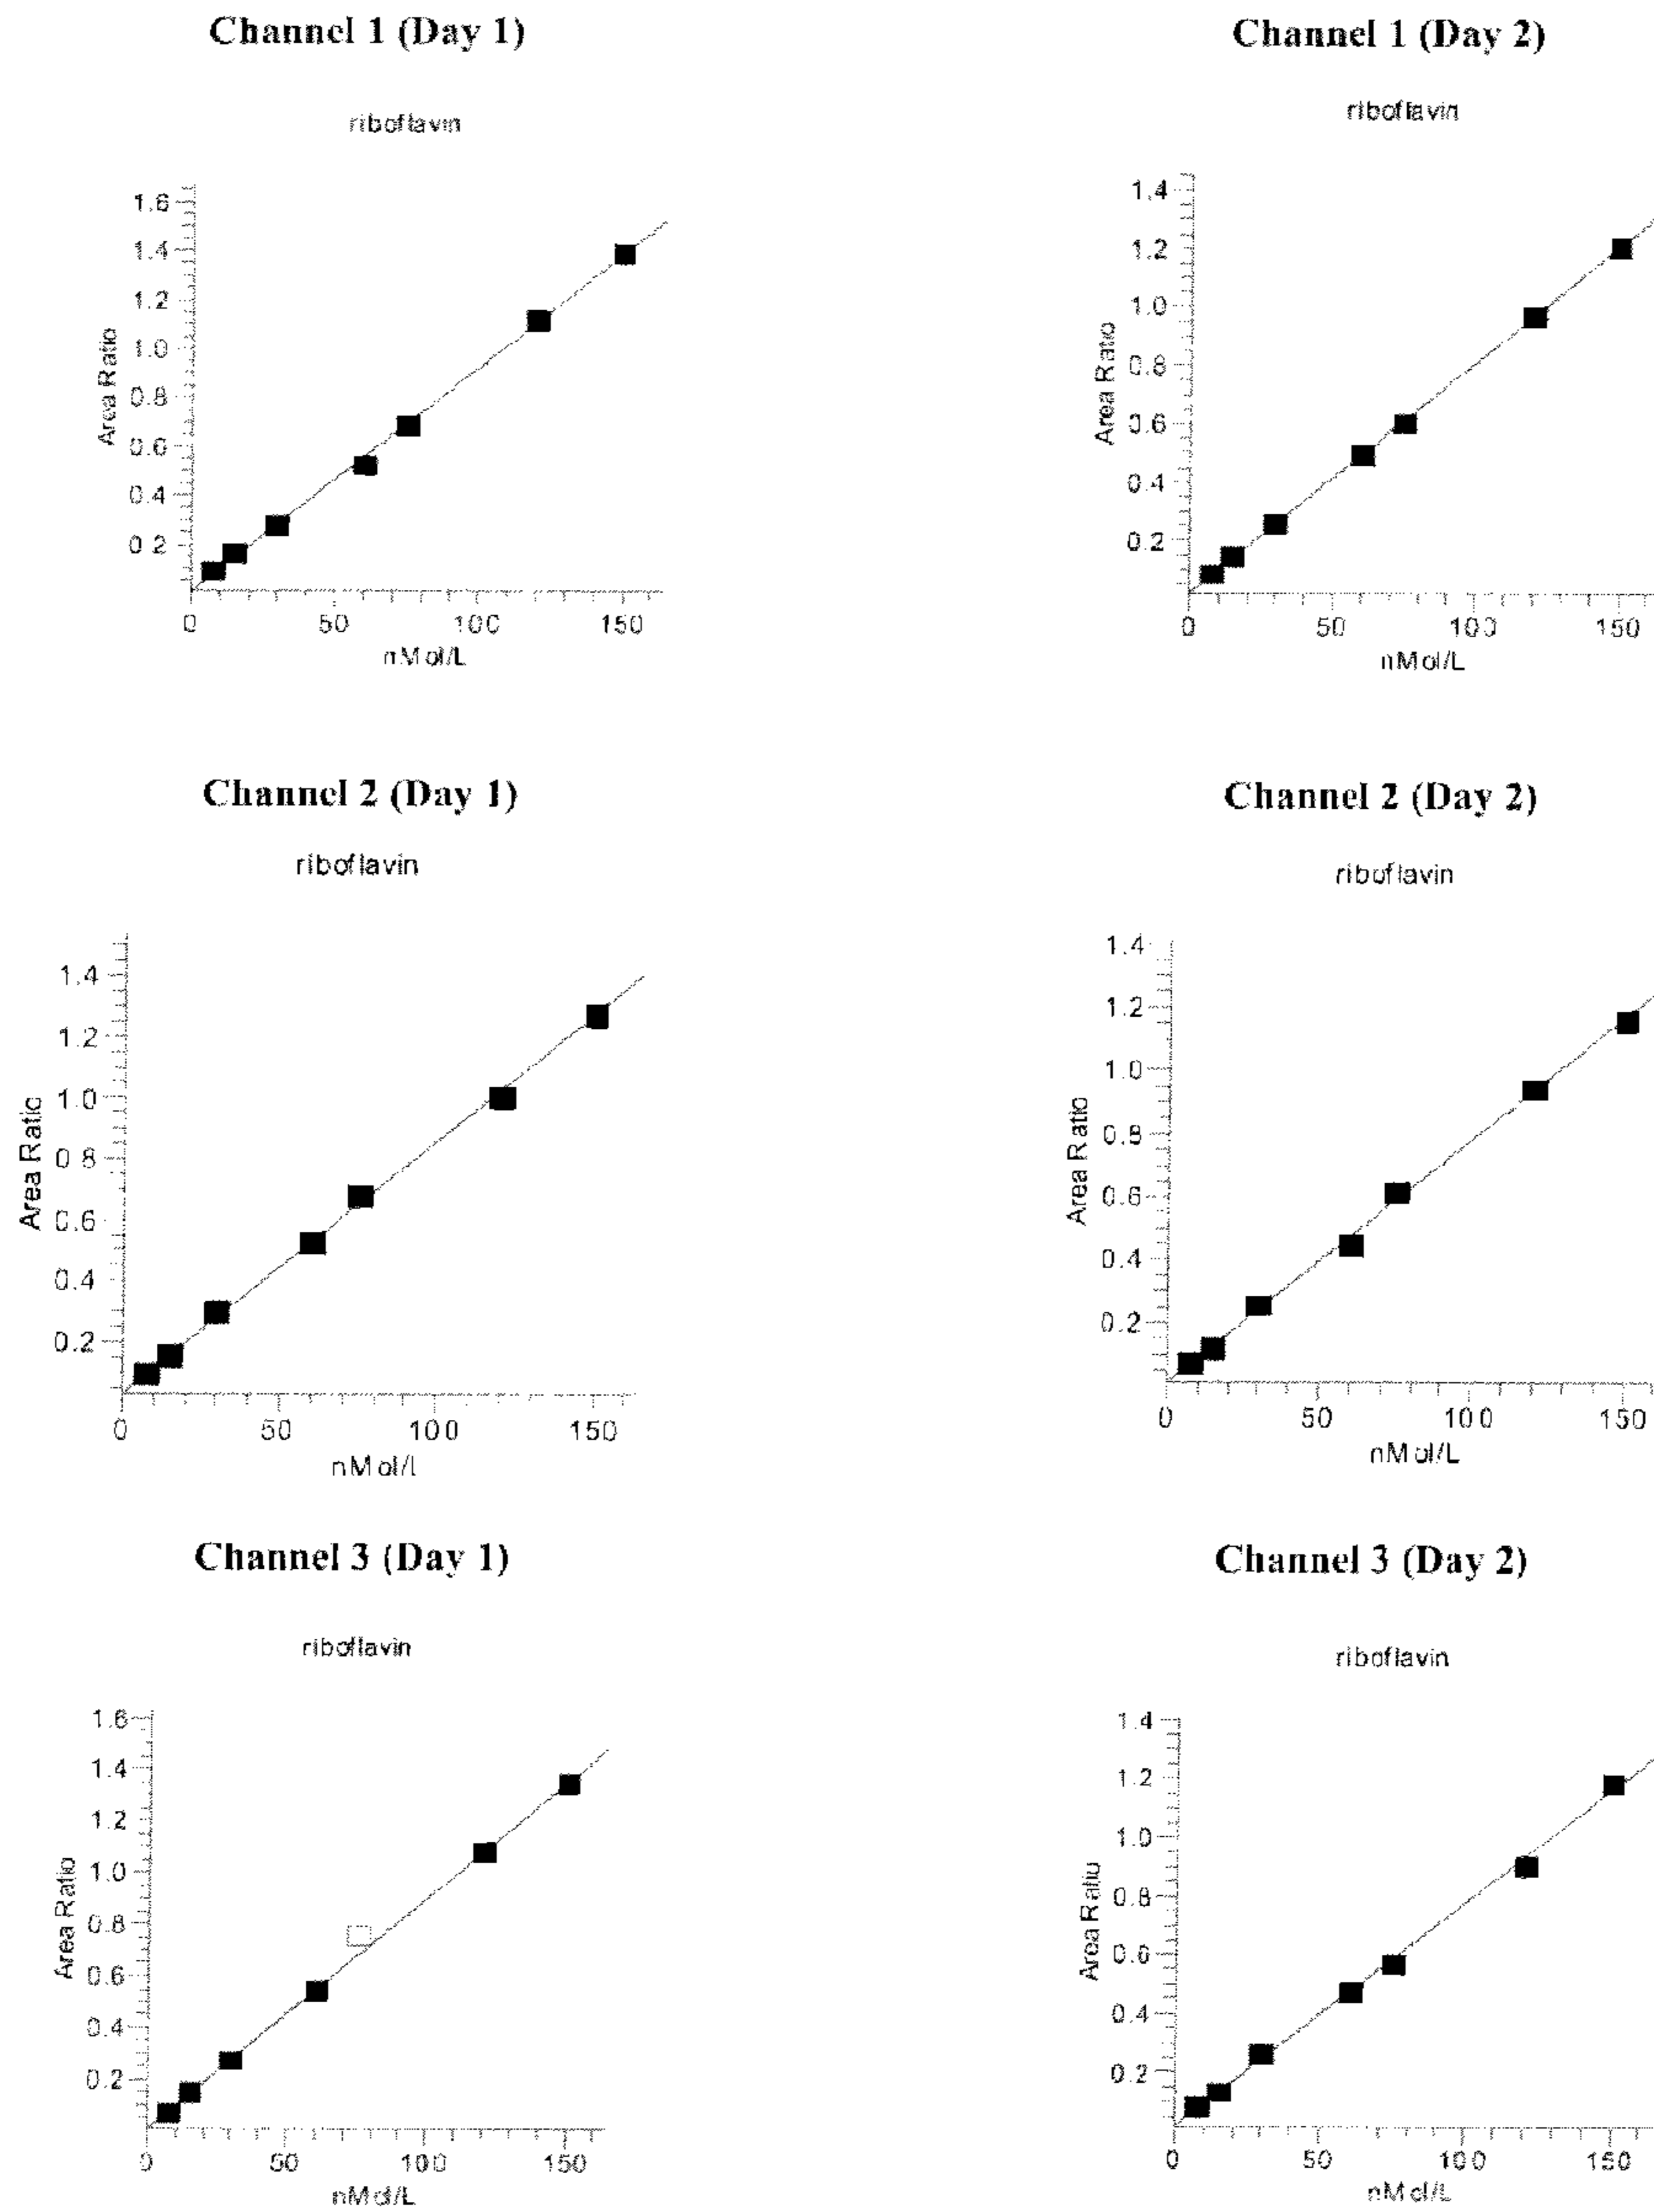 Channel 1 (Day 1)
riboflavin
1.6
1.4
1.2
1.0
0.8
0.6
0.4
0.2
Area Ratio
0 50 100 150
nMol/L
Channel 1 (Day 2)
riboflavin
1.4
1.2
1.0
0.8
0.6
0.4
0.2
Area Ratio
0 50 100 150
nMol/L
Channel 2 (Day 1)
riboflavin
1.4
1.2
1.0
0.8
0.6
0.4
0.2
Area Ratio
0 50 100 150
nMol/L
Channel 2 (Day 2)
riboflavin
1.4
1.2
1.0
0.8
0.6
0.4
0.2
Area Ratio
0 50 100 150
nMol/L
Channel 3 (Day 1)
riboflavin
1.6
1.4
1.2
1.0
0.8
0.6
0.4
0.2
Area Ratio
0 50 100 150
nMol/L
Channel 3 (Day 2)
riboflavin
1.4
1.2
1.0
0.8
0.6
0.4
0.2
Area Ratio
0 50 100 150
nMol/L